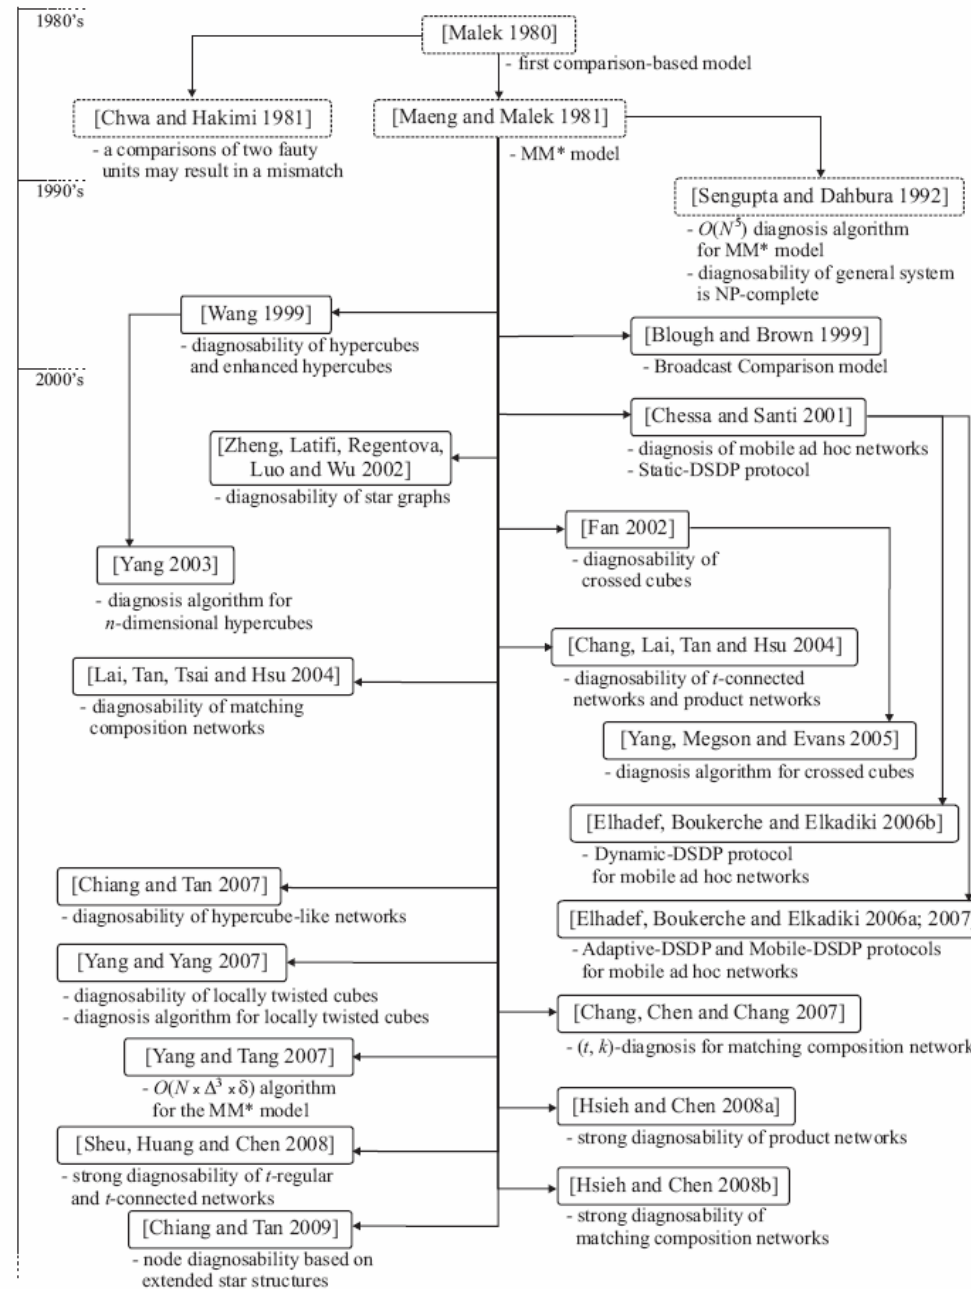 1980's
[Malek 1980]
- first comparison-based model
[Chwa and Hakimi 1981]
- a comparisons of two fauty
units may result in a mismatch
[Maeng and Malek 1981]
- MM* model
1990's
[Sengupta and Dahbura 1992]
- O(N⁵) diagnosis algorithm
for MM* model
- diagnosability of general system
is NP-complete
[Wang 1999]
- diagnosability of hypercubes
and enhanced hypercubes
[Blough and Brown 1999]
- Broadcast Comparison model
2000's
[Chessa and Santi 2001]
- diagnosis of mobile ad hoc networks
- Static-DSDP protocol
[Zheng, Latifi, Regentova,
Luo and Wu 2002]
- diagnosability of star graphs
[Fan 2002]
- diagnosability of
crossed cubes
[Yang 2003]
- diagnosis algorithm for
n-dimensional hypercubes
[Chang, Lai, Tan and Hsu 2004]
- diagnosability of t-connected
networks and product networks
[Lai, Tan, Tsai and Hsu 2004]
- diagnosability of matching
composition networks
[Yang, Megson and Evans 2005]
- diagnosis algorithm for crossed cubes
[Elhadef, Boukerche and Elkadiki 2006b]
- Dynamic-DSDP protocol
for mobile ad hoc networks
[Chiang and Tan 2007]
- diagnosability of hypercube-like networks
[Elhadef, Boukerche and Elkadiki 2006a; 2007
- Adaptive-DSDP and Mobile-DSDP protocols
for mobile ad hoc networks
[Yang and Yang 2007]
- diagnosability of locally twisted cubes
- diagnosis algorithm for locally twisted cubes
[Chang, Chen and Chang 2007]
- (t, k)-diagnosis for matching composition network
[Yang and Tang 2007]
- O(N x Δ³ x δ) algorithm
for the MM* model
[Hsieh and Chen 2008a]
- strong diagnosability of product networks
[Sheu, Huang and Chen 2008]
- strong diagnosability of t-regular
and t-connected networks
[Hsieh and Chen 2008b]
- strong diagnosability of
matching composition networks
[Chiang and Tan 2009]
- node diagnosability based on
extended star structures